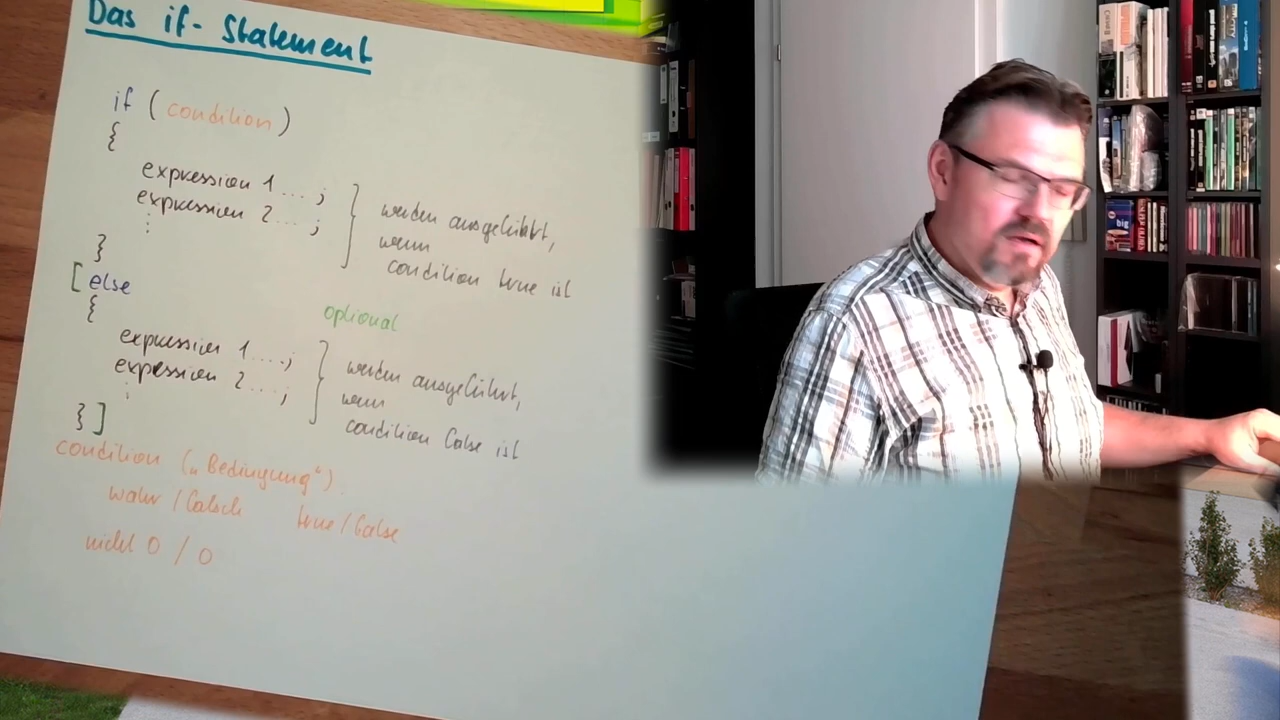 Das if-Statement
if (condition)
{
expression 1 ... ;
expression 2 ... ;
⋮
}
werden ausgeführt,
wenn
condition true ist
[else
{
optional
expression 1 ....;
expression 2 ....;
⋮
}]
werden ausgeführt,
wenn
condition false ist
condition („Bedingung“).
wahr / falsch true / false
nicht 0 / 0
big